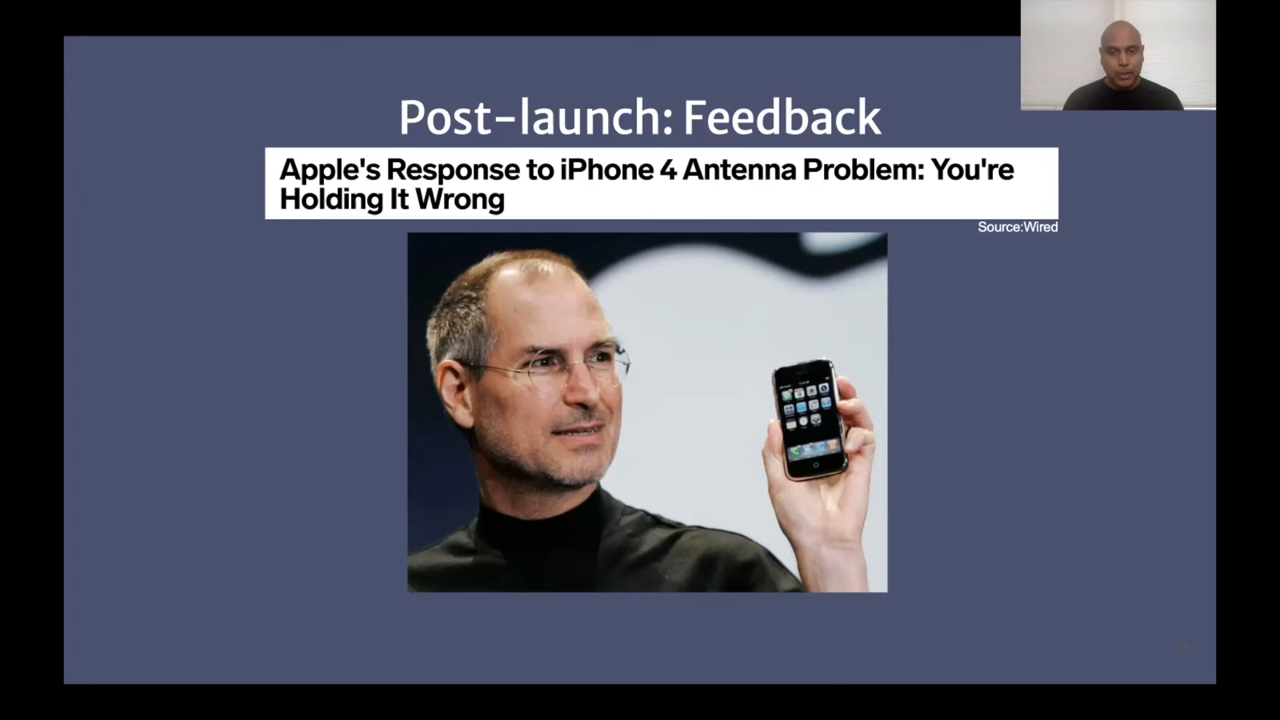 Post-launch: Feedback
Apple's Response to iPhone 4 Antenna Problem: You're
Holding It Wrong
Source:Wired